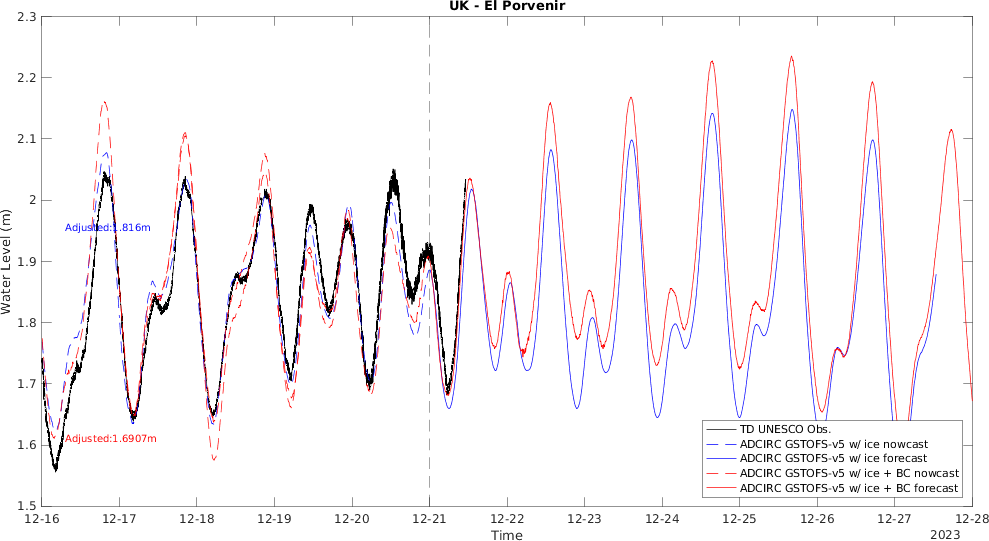 UK - El Porvenir
2.3
2.2
2.1
2
1.9
1.8
1.7
1.6
1.5
Water Level (m)
Adjusted:1.816m
Adjusted:1.6907m
TD UNESCO Obs.
ADCIRC GSTOFS-v5 w/ ice nowcast
ADCIRC GSTOFS-v5 w/ ice forecast
ADCIRC GSTOFS-v5 w/ ice + BC nowcast
ADCIRC GSTOFS-v5 w/ ice + BC forecast
12-16 12-17 12-18 12-19 12-20 12-21 12-22 12-23 12-24 12-25 12-26 12-27 12-28
Time
2023